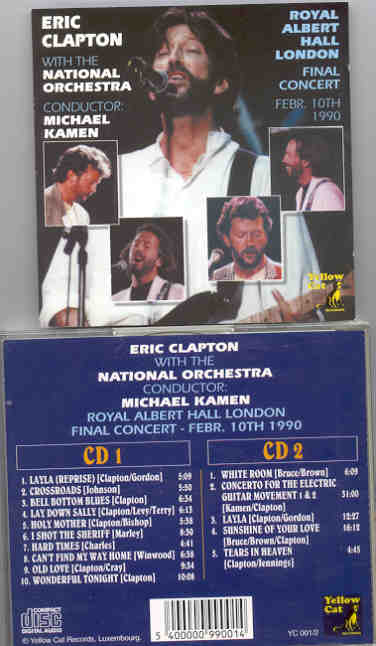 ERIC
CLAPTON
WITH THE
NATIONAL
ORCHESTRA
CONDUCTOR:
MICHAEL
KAMEN
ROYAL
ALBERT
HALL
LONDON
FINAL
CONCERT
FEBR. 10TH
1990
Yellow
Cat
RECORDS
ERIC CLAPTON
WITH THE
NATIONAL ORCHESTRA
CONDUCTOR:
MICHAEL KAMEN
ROYAL ALBERT HALL LONDON
FINAL CONCERT - FEBR. 10TH 1990
CD 1
1. LAYLA (REPRISE) [Clapton/Gordon] 5:09
2. CROSSROADS [Johnson] 5:50
3. BELL BOTTOM BLUES [Clapton] 6:34
4. LAY DOWN SALLY [Clapton/Levy/Terry] 6:13
5. HOLY MOTHER [Clapton/Bishop] 5:38
6. I SHOT THE SHERIFF [Marley] 8:30
7. HARD TIMES [Charles] 4:41
8. CAN'T FIND MY WAY HOME [Winwood] 6:38
9. OLD LOVE [Clapton/Cray] 9:34
10. WONDERFUL TONIGHT [Clapton] 10:08
CD 2
1. WHITE ROOM [Bruce/Brown] 6:09
2. CONCERTO FOR THE ELECTRIC
GUITAR MOVEMENT 1 & 2 31:00
[Kamen/Clapton]
3. LAYLA [Clapton/Gordon] 12:27
4. SUNSHINE OF YOUR LOVE 16:12
[Bruce/Brown/Clapton]
5. TEARS IN HEAVEN 4:45
[Clapton/Jennings]
COMPACT
disc
DIGITAL AUDIO
5 400000 990014
Yellow
Cat
RECORDS
© Yellow Cat Records, Luxembourg.
YC 001/2